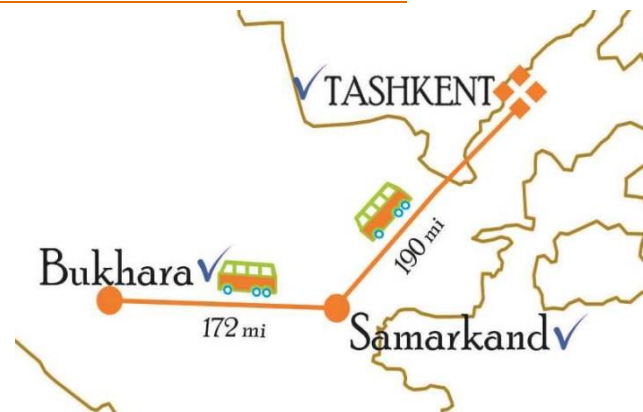 TASHKENT
190 mi
Bukhara
172 mi
Samarkand